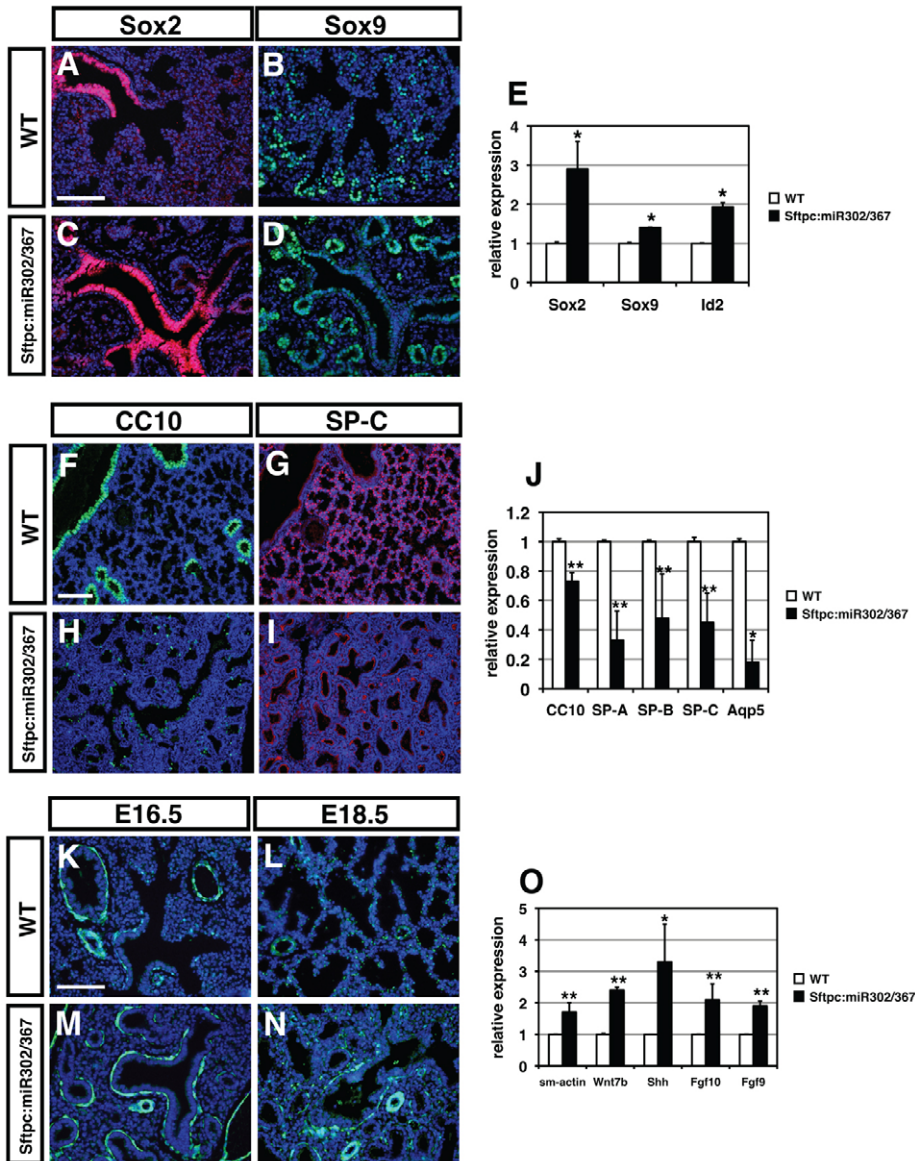 Sox2 Sox9
WT
A B
Sftpc:miR302/367
C D
E
relative expression
4
3
2
1
0
* * *
Sox2 Sox9 Id2
WT
Sftpc:miR302/367
CC10 SP-C
WT
F G
Sftpc:miR302/367
H I
J
relative expression
1.2
1
0.8
0.6
0.4
0.2
0
** ** ** ** *
CC10 SP-A SP-B SP-C Aqp5
WT
Sftpc:miR302/367
E16.5 E18.5
WT
K L
Sftpc:miR302/367
M N
O
relative expression
5
4
3
2
1
0
** ** * ** **
sm-actin Wnt7b Shh Fgf10 Fgf9
WT
Sftpc:miR302/367